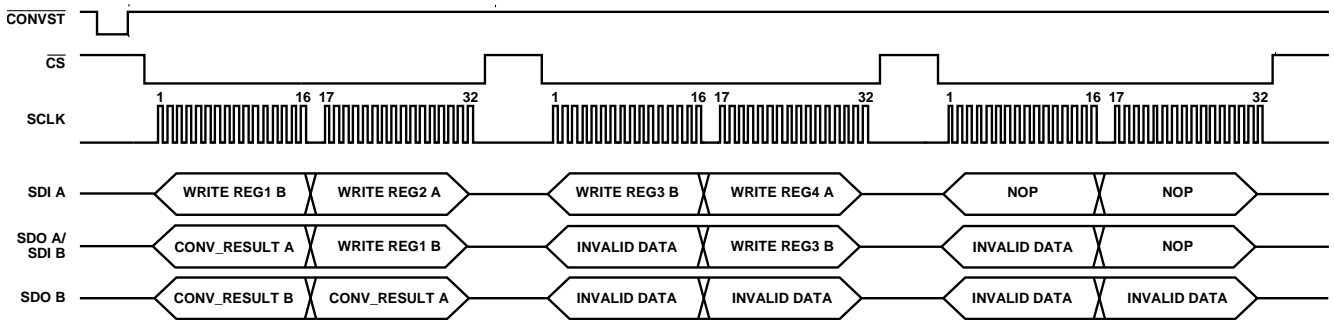 CONVST
CS
1 16 17 32 1 16 17 32 1 16 17 32
SCLK
SDI A WRITE REG1 B WRITE REG2 A WRITE REG3 B WRITE REG4 A NOP NOP
SDO A/
SDI B CONV_RESULT A WRITE REG1 B INVALID DATA WRITE REG3 B INVALID DATA NOP
SDO B CONV_RESULT B CONV_RESULT A INVALID DATA INVALID DATA INVALID DATA INVALID DATA